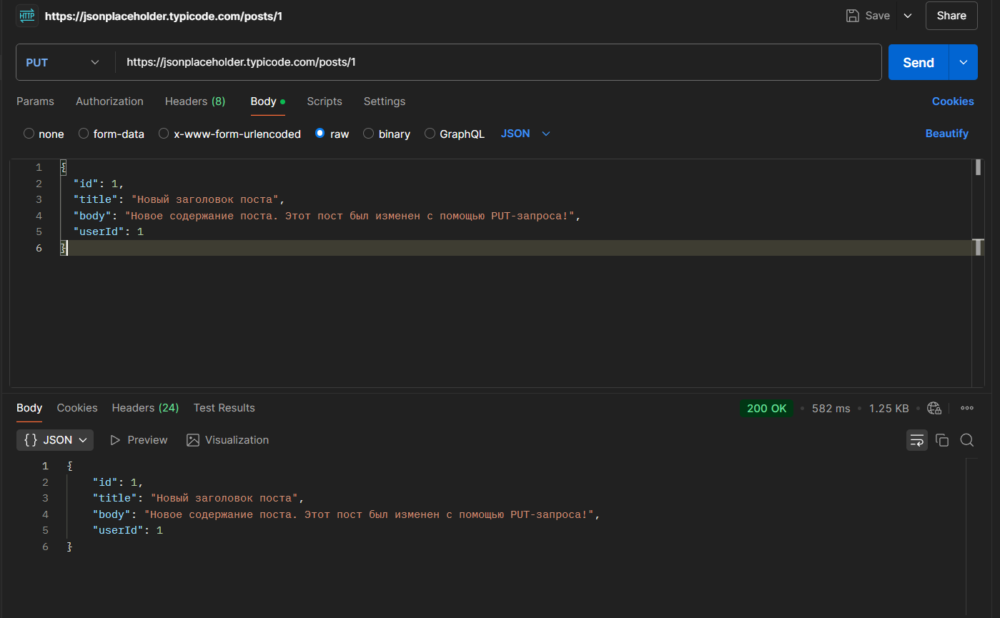 HTTP https://jsonplaceholder.typicode.com/posts/1 Save Share
PUT https://jsonplaceholder.typicode.com/posts/1 Send
Params Authorization Headers (8) Body Scripts Settings Cookies
none form-data x-www-form-urlencoded raw binary GraphQL JSON Beautify
1 {
2 "id": 1,
3 "title": "Новый заголовок поста",
4 "body": "Новое содержание поста. Этот пост был изменен с помощью PUT-запроса!",
5 "userId": 1
6 }
Body Cookies Headers (24) Test Results 200 OK • 582 ms • 1.25 KB •
{} JSON Preview Visualization
1 {
2 "id": 1,
3 "title": "Новый заголовок поста",
4 "body": "Новое содержание поста. Этот пост был изменен с помощью PUT-запроса!",
5 "userId": 1
6 }